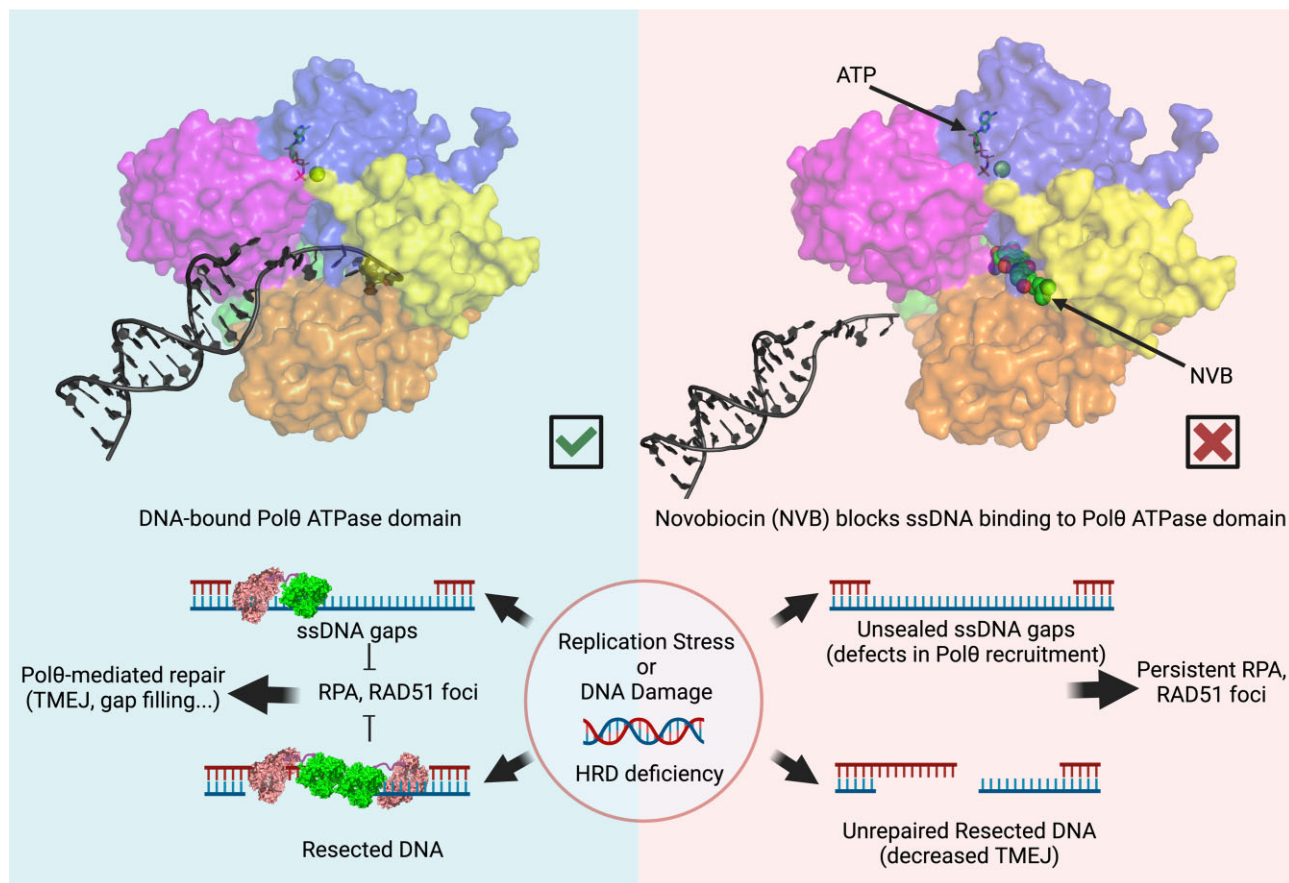 ATP
NVB
DNA-bound Polθ ATPase domain
Novobiocin (NVB) blocks ssDNA binding to Polθ ATPase domain
ssDNA gaps
Polθ-mediated repair
(TMEJ, gap filling...)
RPA, RAD51 foci
Resected DNA
Replication Stress
or
DNA Damage
HRD deficiency
Unsealed ssDNA gaps
(defects in Polθ recruitment)
Persistent RPA,
RAD51 foci
Unrepaired Resected DNA
(decreased TMEJ)